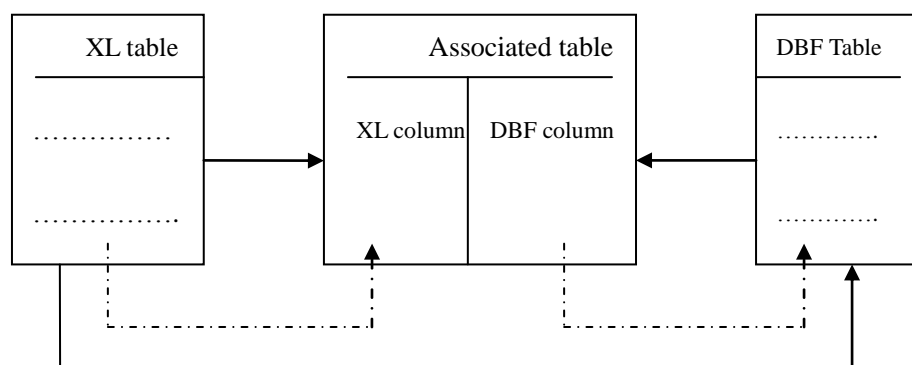 XL table
Associated table
DBF Table
XL column
DBF column